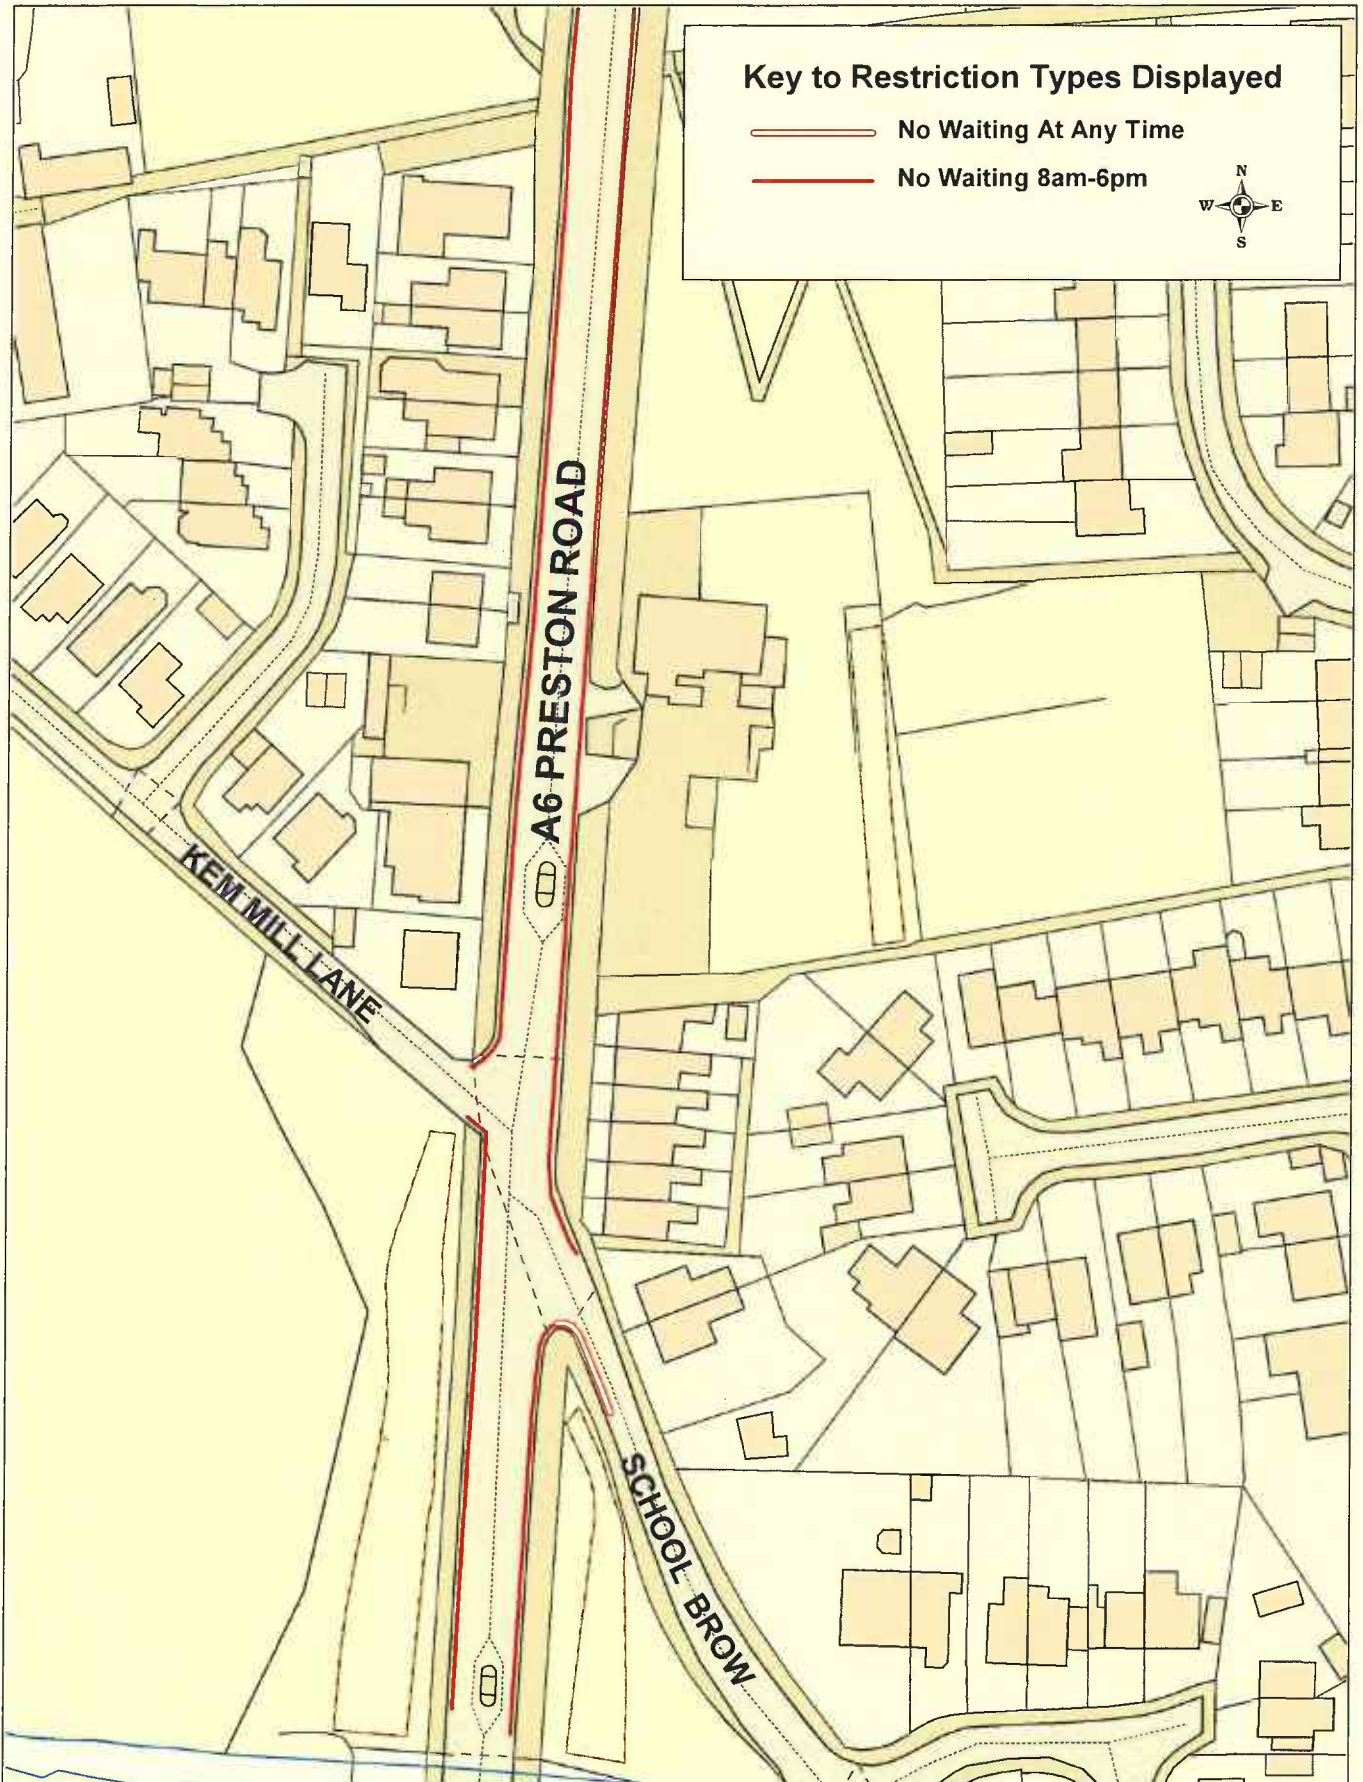 Key to Restriction Types Displayed
No Waiting At Any Time
No Waiting 8am-6pm
N
W E
S
A6 PRESTON ROAD
KEM MILL LANE
SCHOOL BROW